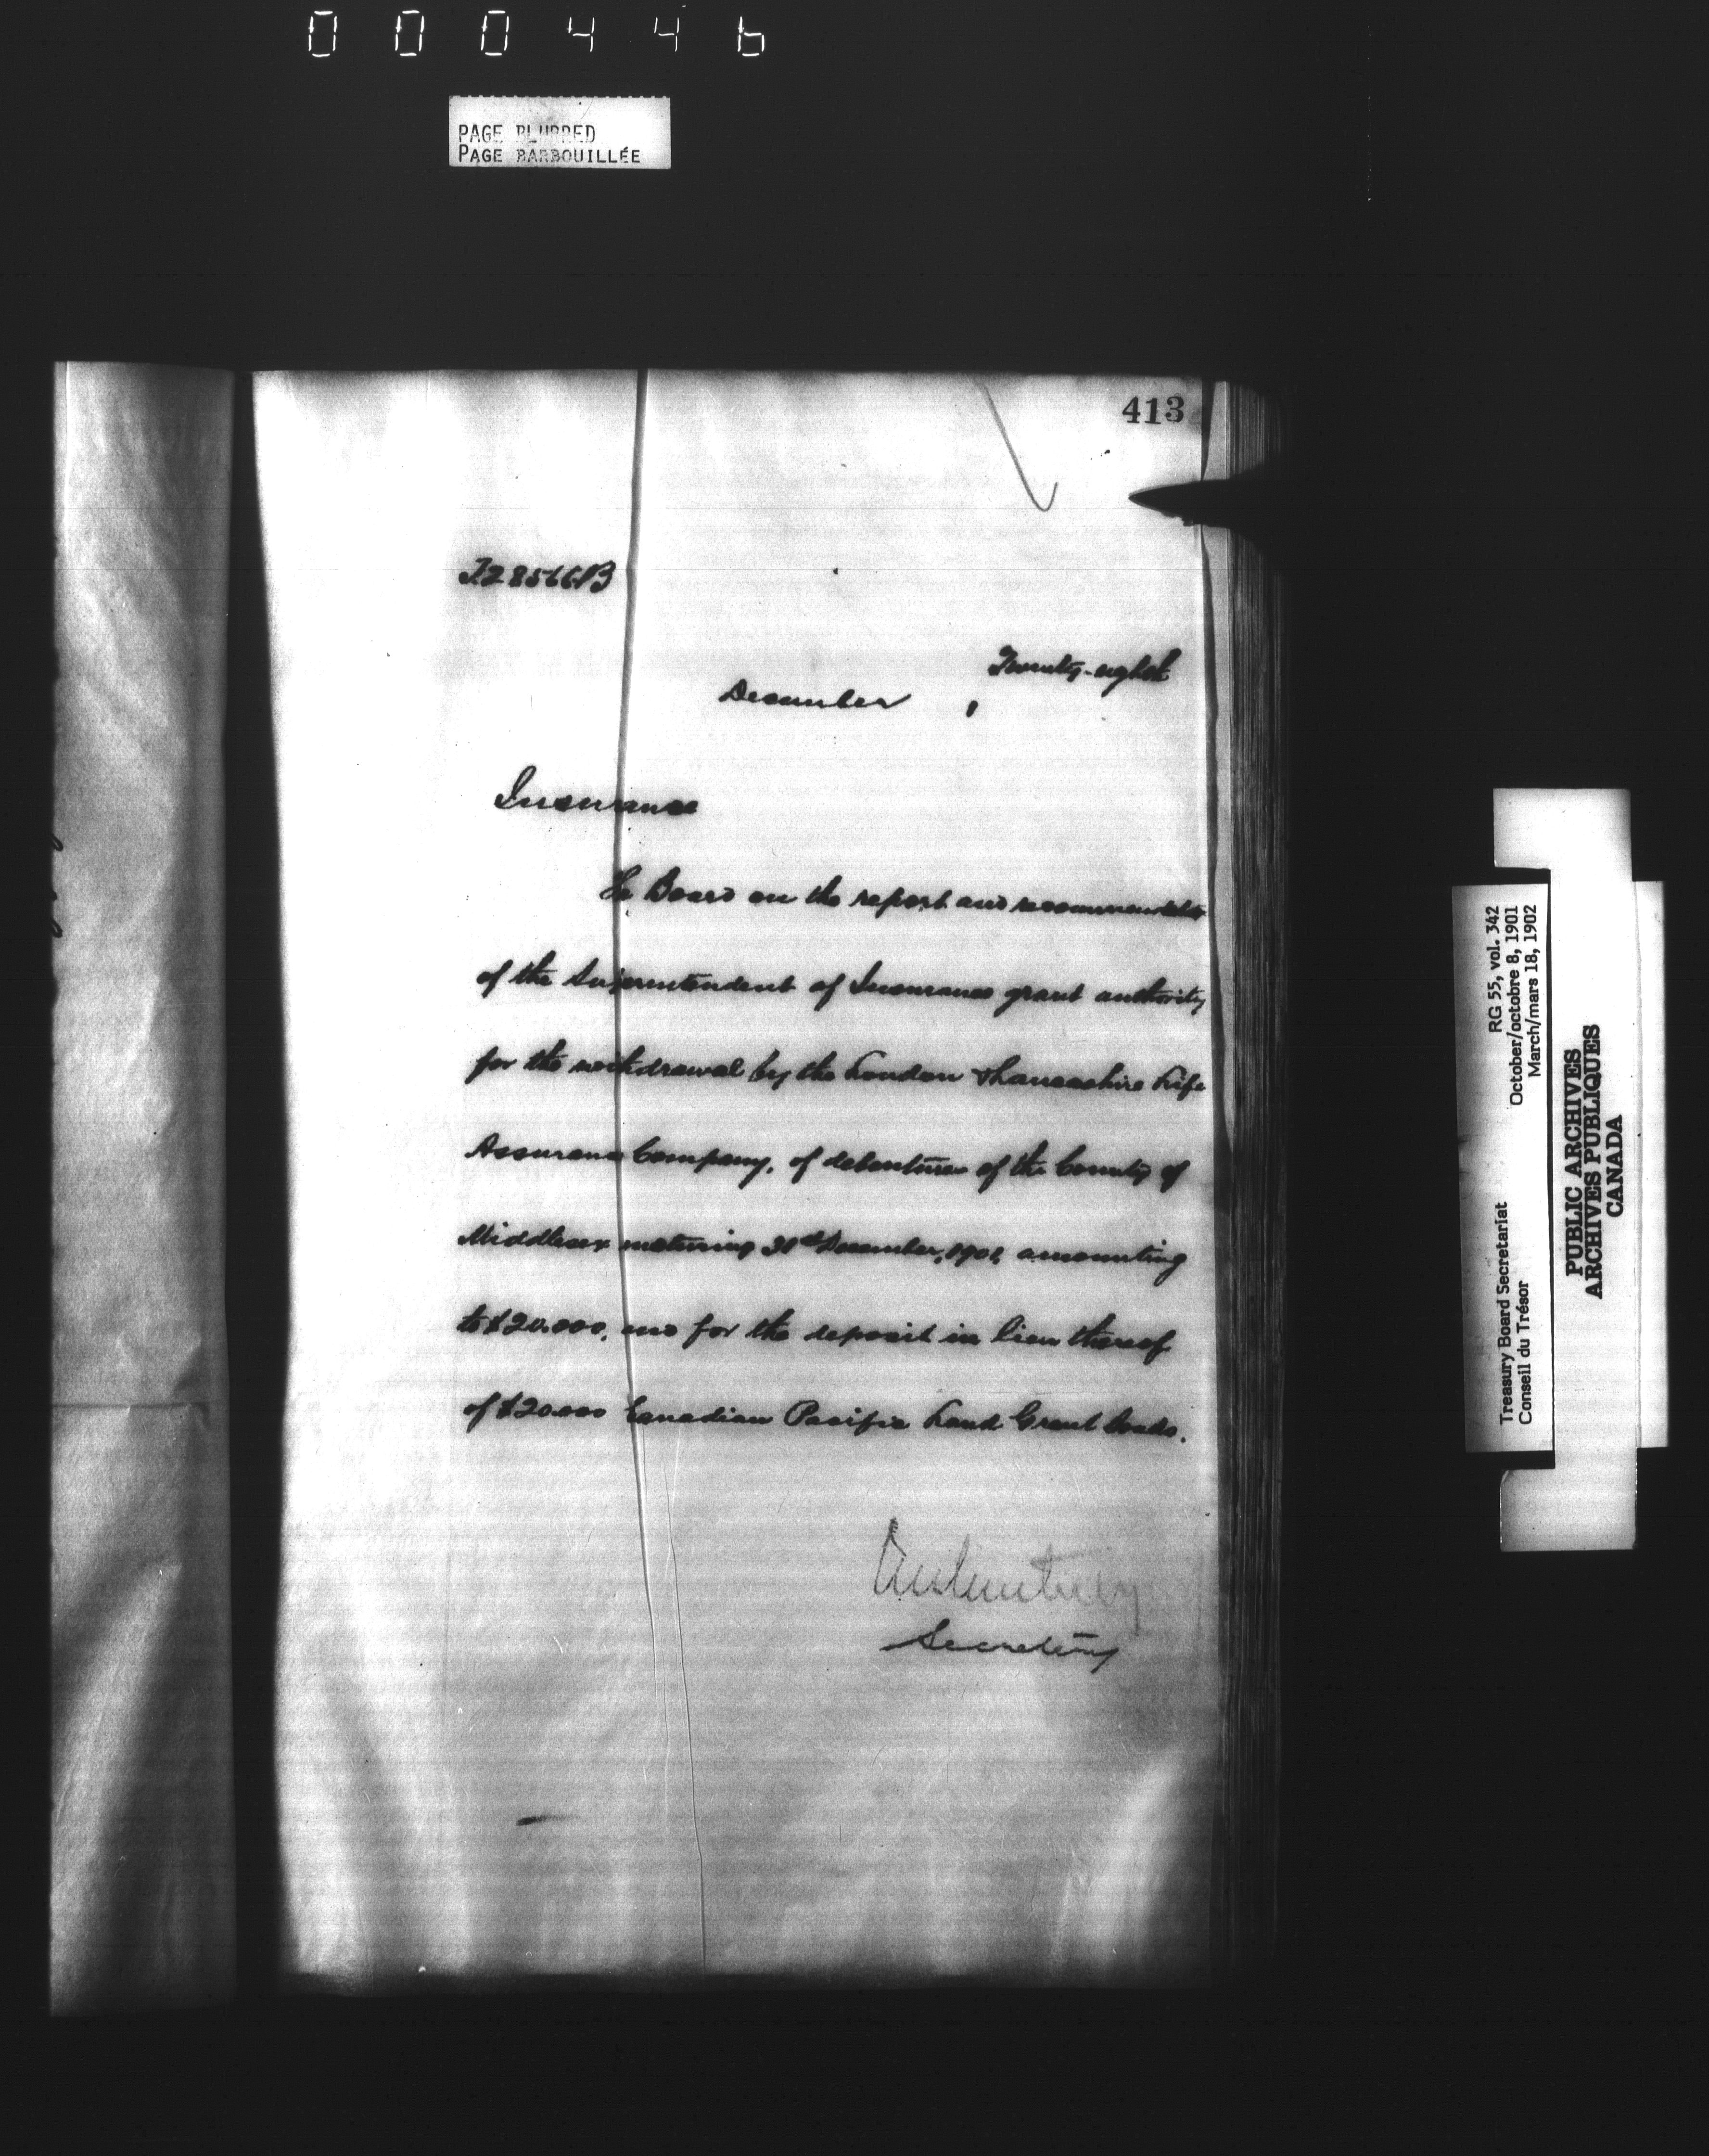 000446
PAGE BLURRED
PAGE BARBOUILLÉE
413
December , Twenty-eight
Insurance
The Board on the report and recommendation
of the Superintendent of Insurance grant authority
for the withdrawal by the London & Lancashire Life
Assurance Company, of debentures of the County of
Middlesex maturing 31st December, 1901, amounting
to $20.000, and for the deposit in lieu thereof
of $20.000 Canadian Pacific Land Grant Bonds.
Secretary
Treasury Board Secretariat RG 55, vol. 342
Conseil du Trésor October/octobre 8, 1901
March/mars 18, 1902
PUBLIC ARCHIVES
ARCHIVES PUBLIQUES
CANADA